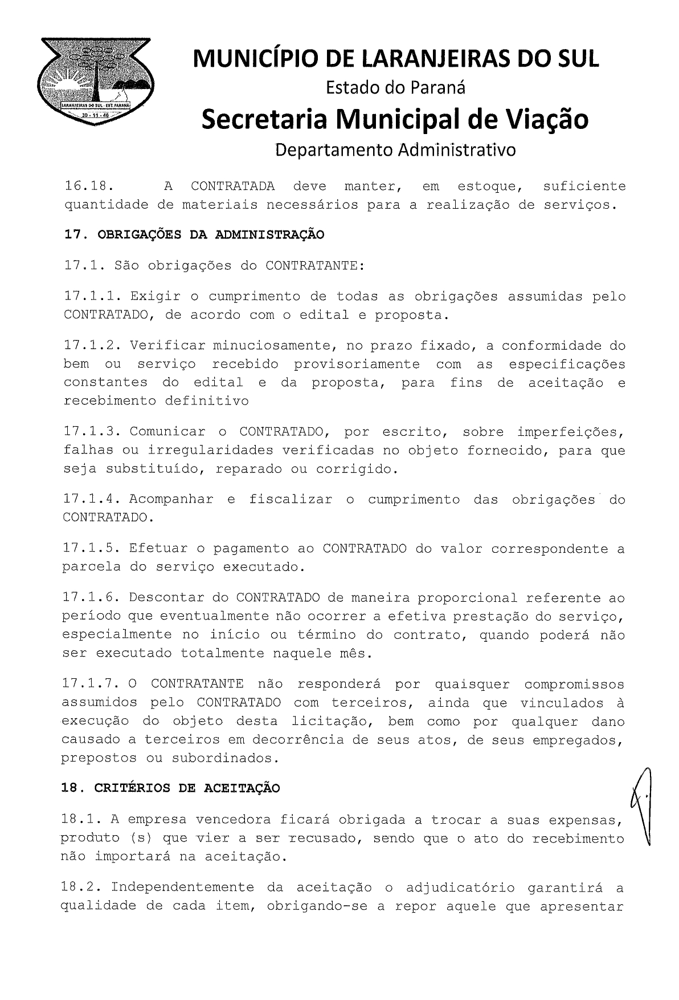 MUNICÍPIO DE LARANJEIRAS DO SUL
Estado do Paraná
Secretaria Municipal de Viação
Departamento Administrativo
LARANJEIRAS DO SUL - EST. PARANÁ
30 - 11 - 46
16.18. A CONTRATADA deve manter, em estoque, suficiente
quantidade de materiais necessários para a realização de serviços.
17. OBRIGAÇÕES DA ADMINISTRAÇÃO
17.1. São obrigações do CONTRATANTE:
17.1.1. Exigir o cumprimento de todas as obrigações assumidas pelo
CONTRATADO, de acordo com o edital e proposta.
17.1.2. Verificar minuciosamente, no prazo fixado, a conformidade do
bem ou serviço recebido provisoriamente com as especificações
constantes do edital e da proposta, para fins de aceitação e
recebimento definitivo
17.1.3. Comunicar o CONTRATADO, por escrito, sobre imperfeições,
falhas ou irregularidades verificadas no objeto fornecido, para que
seja substituído, reparado ou corrigido.
17.1.4. Acompanhar e fiscalizar o cumprimento das obrigações do
CONTRATADO.
17.1.5. Efetuar o pagamento ao CONTRATADO do valor correspondente a
parcela do serviço executado.
17.1.6. Descontar do CONTRATADO de maneira proporcional referente ao
período que eventualmente não ocorrer a efetiva prestação do serviço,
especialmente no início ou término do contrato, quando poderá não
ser executado totalmente naquele mês.
17.1.7. O CONTRATANTE não responderá por quaisquer compromissos
assumidos pelo CONTRATADO com terceiros, ainda que vinculados à
execução do objeto desta licitação, bem como por qualquer dano
causado a terceiros em decorrência de seus atos, de seus empregados,
prepostos ou subordinados.
18. CRITÉRIOS DE ACEITAÇÃO
18.1. A empresa vencedora ficará obrigada a trocar a suas expensas,
produto (s) que vier a ser recusado, sendo que o ato do recebimento
não importará na aceitação.
18.2. Independentemente da aceitação o adjudicatório garantirá a
qualidade de cada item, obrigando-se a repor aquele que apresentar